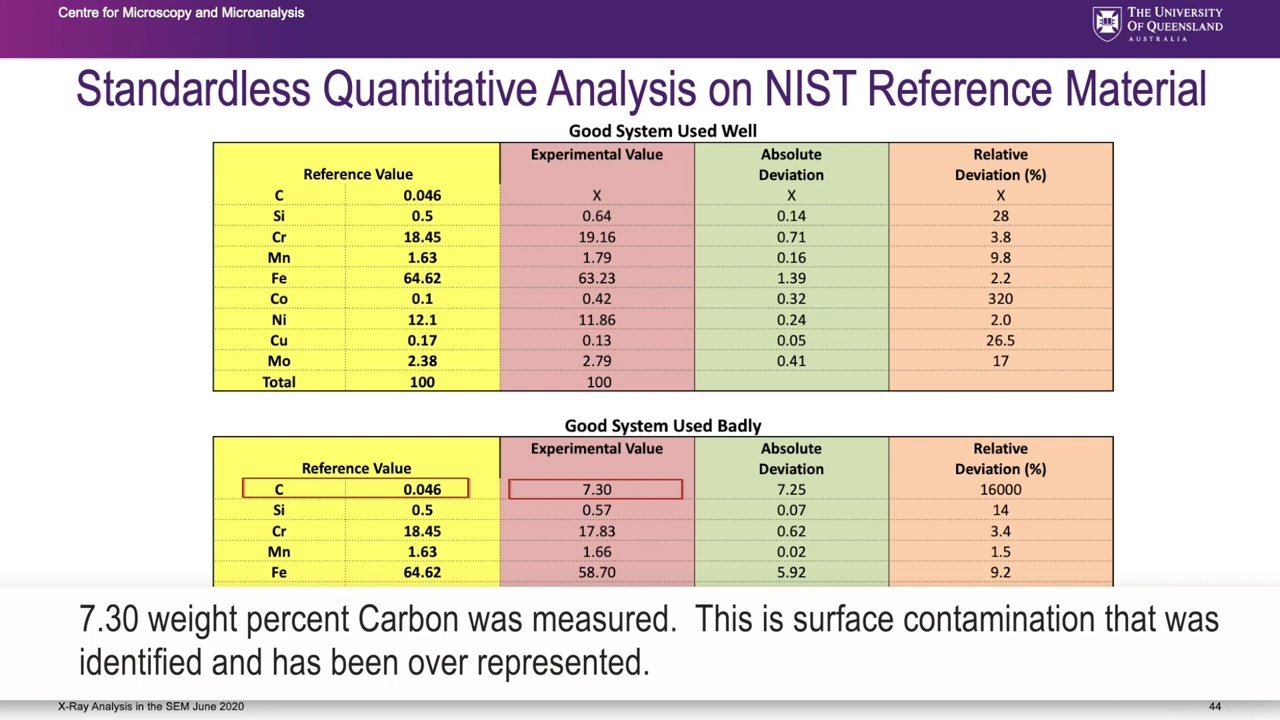 Centre for Microscopy and Microanalysis
THE UNIVERSITY
OF QUEENSLAND
AUSTRALIA
Standardless Quantitative Analysis on NIST Reference Material
Good System Used Well
Reference Value Experimental Value Absolute Deviation Relative Deviation (%)
C 0.046 X X X
Si 0.5 0.64 0.14 28
Cr 18.45 19.16 0.71 3.8
Mn 1.63 1.79 0.16 9.8
Fe 64.62 63.23 1.39 2.2
Co 0.1 0.42 0.32 320
Ni 12.1 11.86 0.24 2.0
Cu 0.17 0.13 0.05 26.5
Mo 2.38 2.79 0.41 17
Total 100 100
Good System Used Badly
Reference Value Experimental Value Absolute Deviation Relative Deviation (%)
C 0.046 7.30 7.25 16000
Si 0.5 0.57 0.07 14
Cr 18.45 17.83 0.62 3.4
Mn 1.63 1.66 0.02 1.5
Fe 64.62 58.70 5.92 9.2
7.30 weight percent Carbon was measured. This is surface contamination that was
identified and has been over represented.
X-Ray Analysis in the SEM June 2020 44